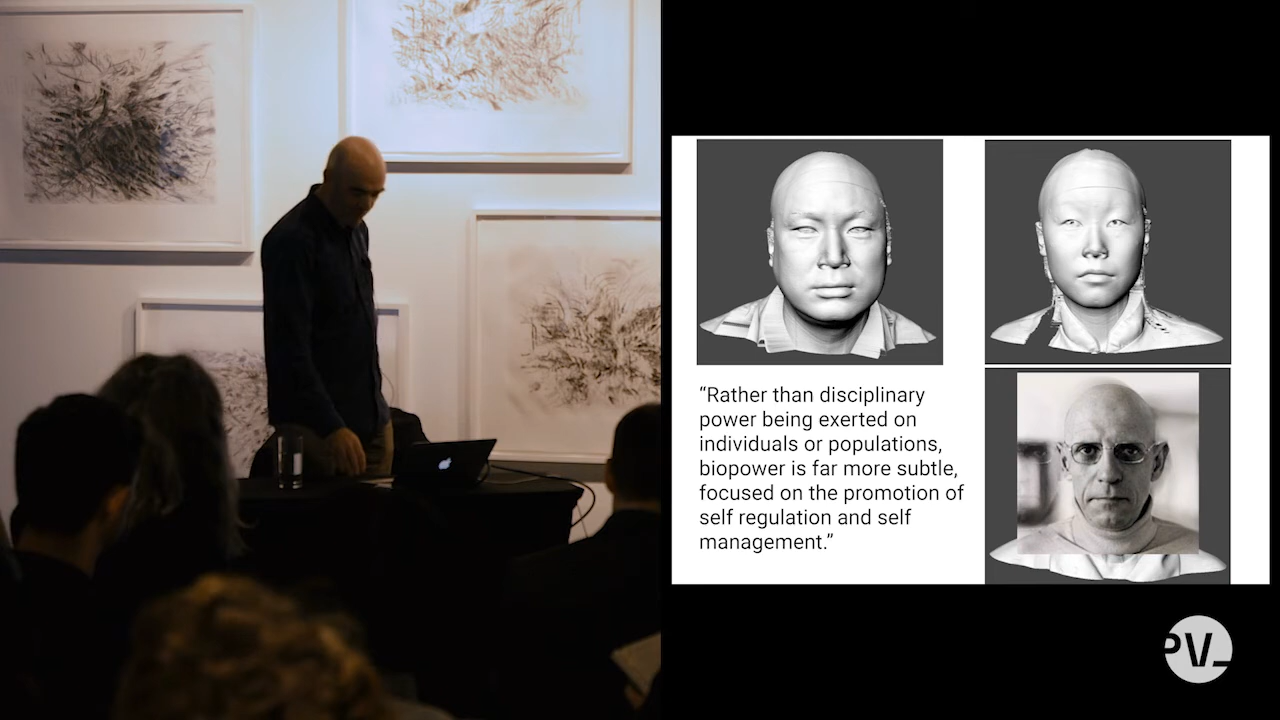 “Rather than disciplinary
power being exerted on
individuals or populations,
biopower is far more subtle,
focused on the promotion of
self regulation and self
management.”
PV_